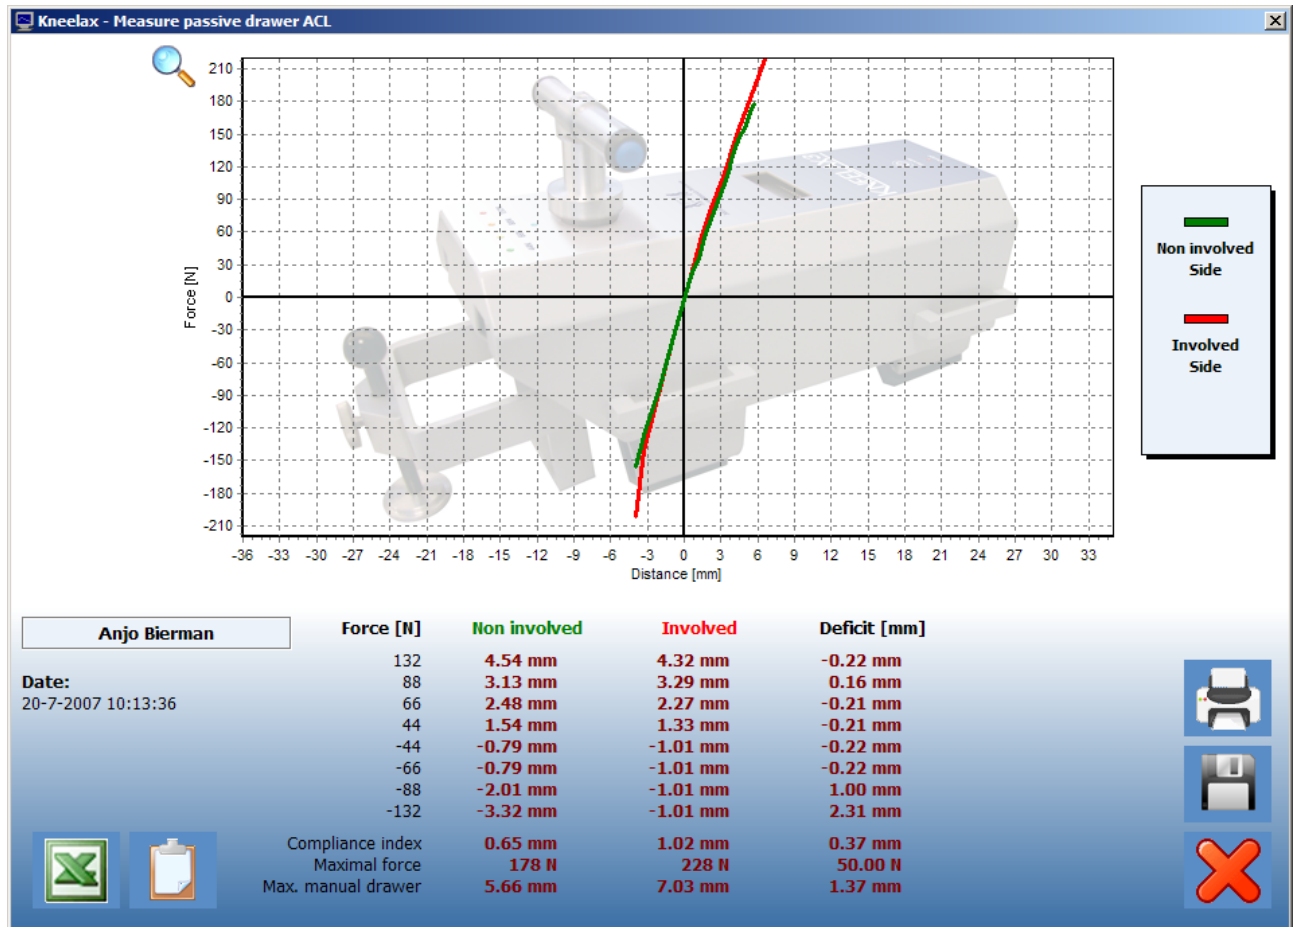 Kneelax - Measure passive drawer ACL
210
180
150
120
90
60
30
0
-30
-60
-90
-120
-150
-180
-210
Force [N]
-36 -33 -30 -27 -24 -21 -18 -15 -12 -9 -6 -3 0 3 6 9 12 15 18 21 24 27 30 33
Distance [mm]
Non involved
Side
Involved
Side
Anjo Bierman
Date:
20-7-2007 10:13:36
Force [N] Non involved Involved Deficit [mm]
132 4.54 mm 4.32 mm -0.22 mm
88 3.13 mm 3.29 mm 0.16 mm
66 2.48 mm 2.27 mm -0.21 mm
44 1.54 mm 1.33 mm -0.21 mm
-44 -0.79 mm -1.01 mm -0.22 mm
-66 -0.79 mm -1.01 mm -0.22 mm
-88 -2.01 mm -1.01 mm 1.00 mm
-132 -3.32 mm -1.01 mm 2.31 mm
Compliance index 0.65 mm 1.02 mm 0.37 mm
Maximal force 178 N 228 N 50.00 N
Max. manual drawer 5.66 mm 7.03 mm 1.37 mm